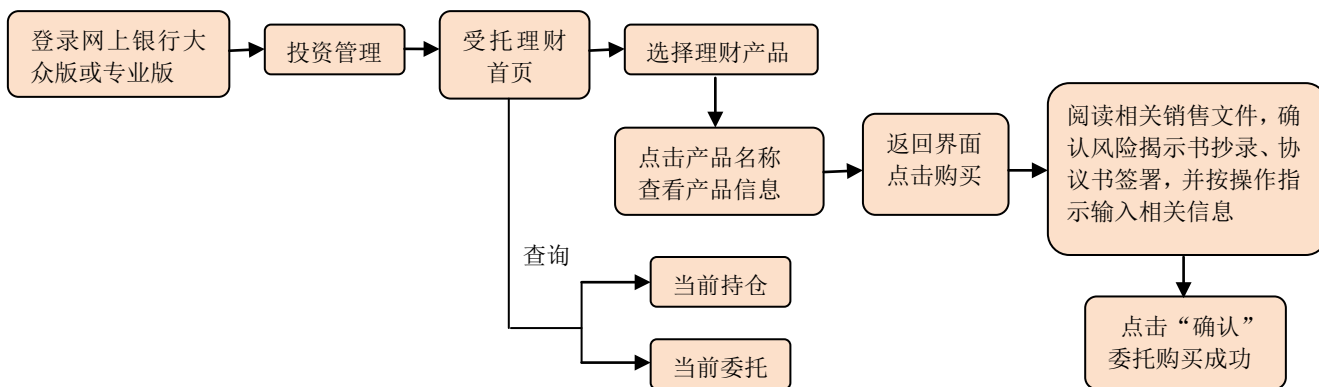 登录网上银行大
众版或专业版
投资管理
受托理财
首页
选择理财产品
点击产品名称
查看产品信息
返回界面
点击购买
阅读相关销售文件，确
认风险揭示书抄录、协
议书签署，并按操作指
示输入相关信息
点击“确认”
委托购买成功
查询
当前持仓
当前委托